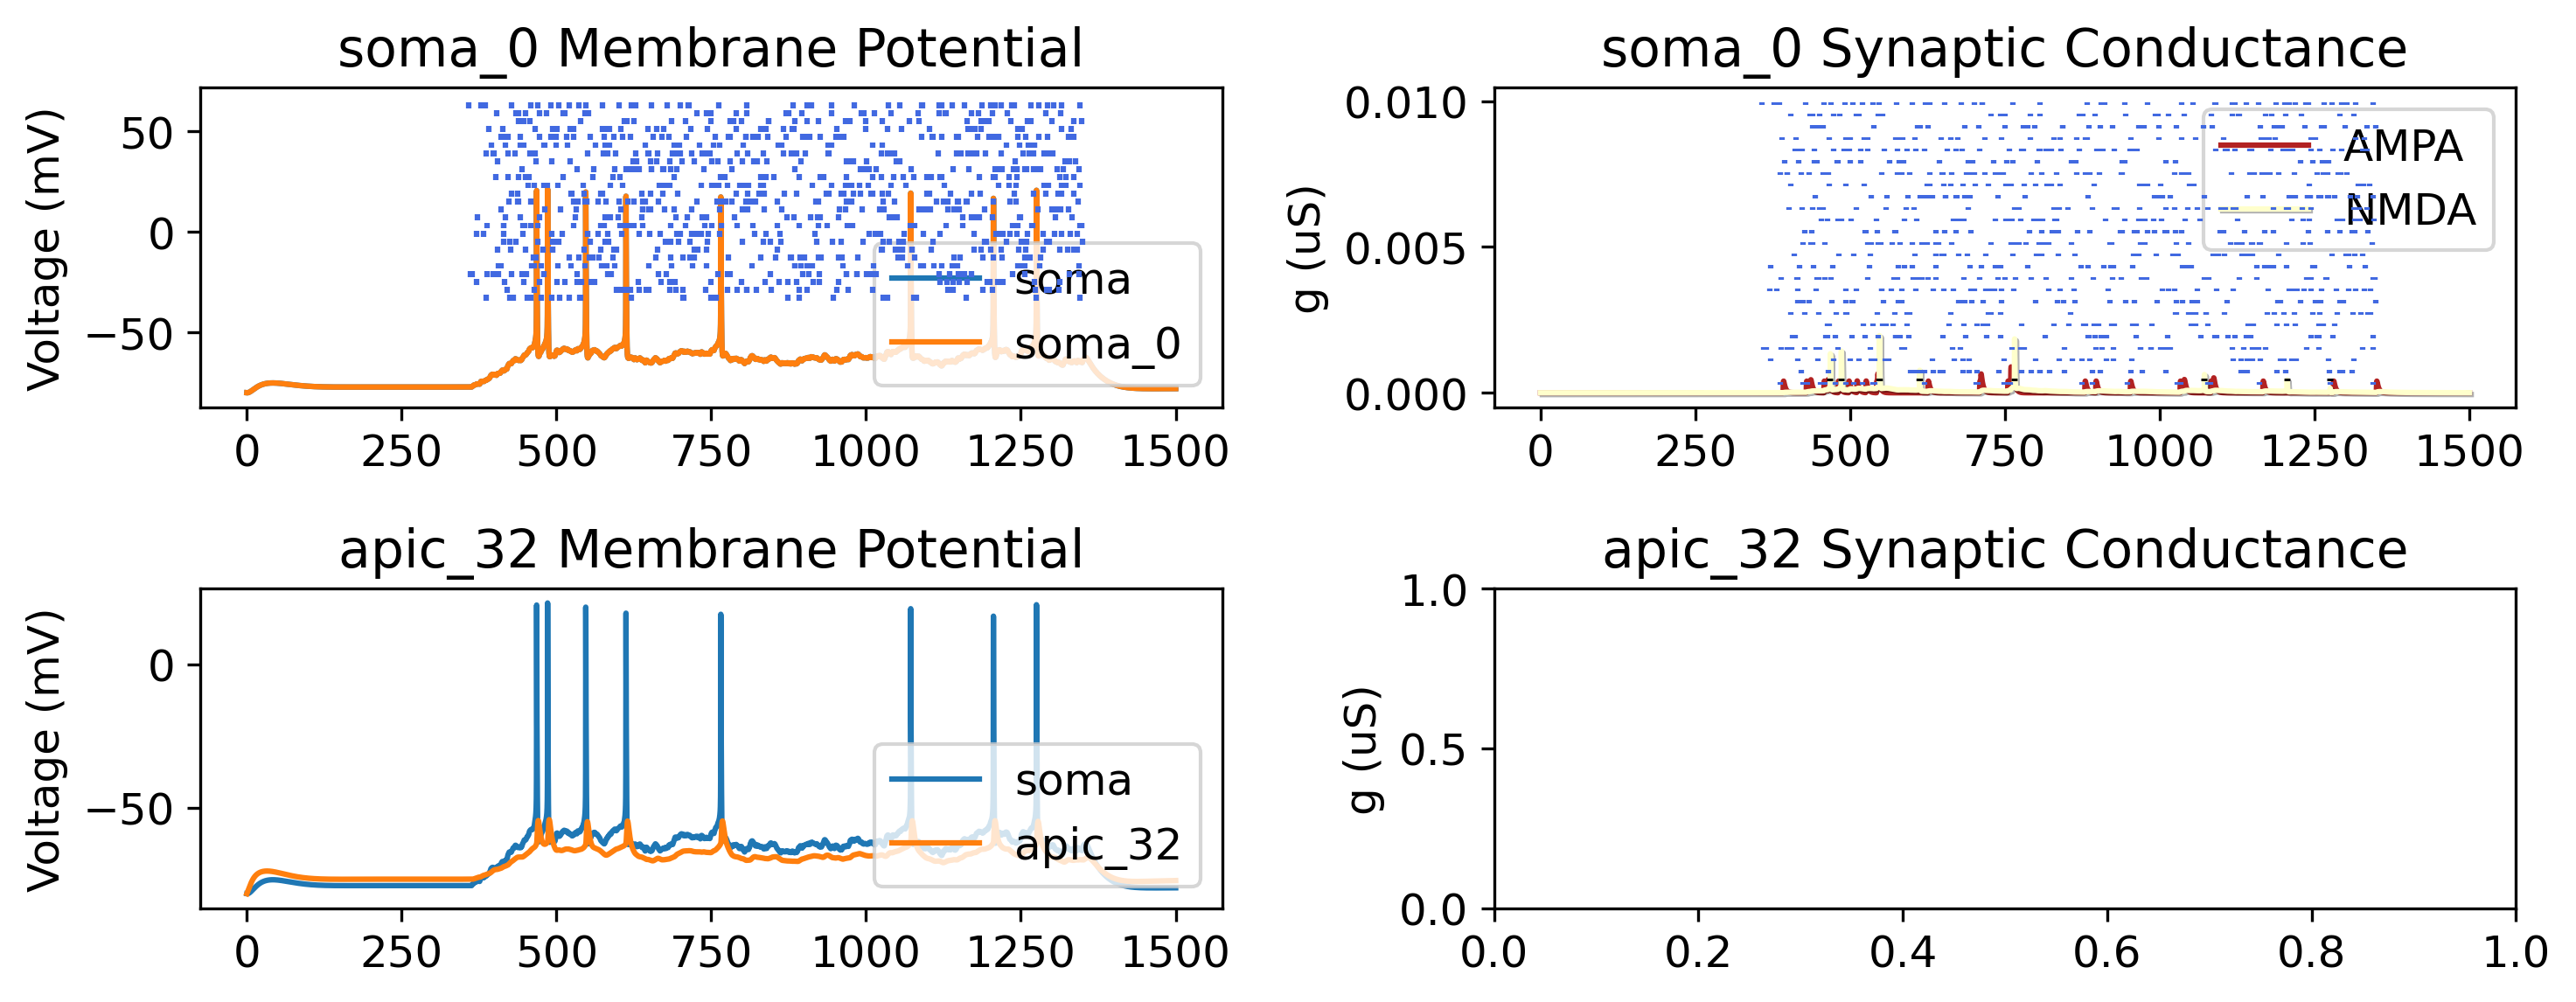 soma_0 Membrane Potential
Voltage (mV)
50
0
−50
soma
soma_0
0 250 500 750 1000 1250 1500
soma_0 Synaptic Conductance
g (uS)
0.010
0.005
0.000
AMPA
NMDA
0 250 500 750 1000 1250 1500
apic_32 Membrane Potential
Voltage (mV)
0
−50
soma
apic_32
0 250 500 750 1000 1250 1500
apic_32 Synaptic Conductance
g (uS)
1.0
0.5
0.0
0.0 0.2 0.4 0.6 0.8 1.0